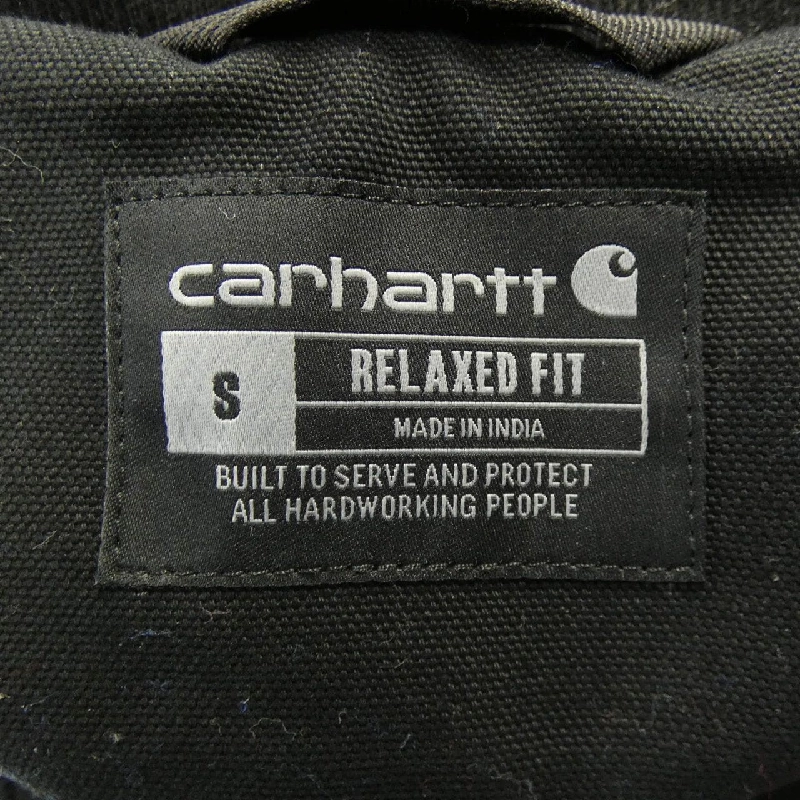 carhartt
S
RELAXED FIT
MADE IN INDIA
BUILT TO SERVE AND PROTECT
ALL HARDWORKING PEOPLE